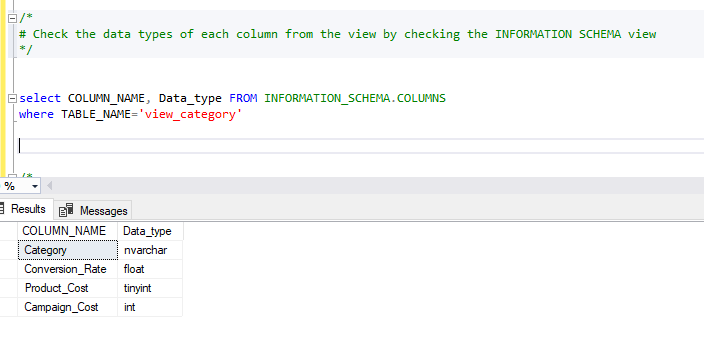 /*
# Check the data types of each column from the view by checking the INFORMATION SCHEMA view
*/
select COLUMN_NAME, Data_type FROM INFORMATION_SCHEMA.COLUMNS
where TABLE_NAME='view_category'
/*
%
Results Messages
COLUMN_NAME Data_type
Category nvarchar
Conversion_Rate float
Product_Cost tinyint
Campaign_Cost int